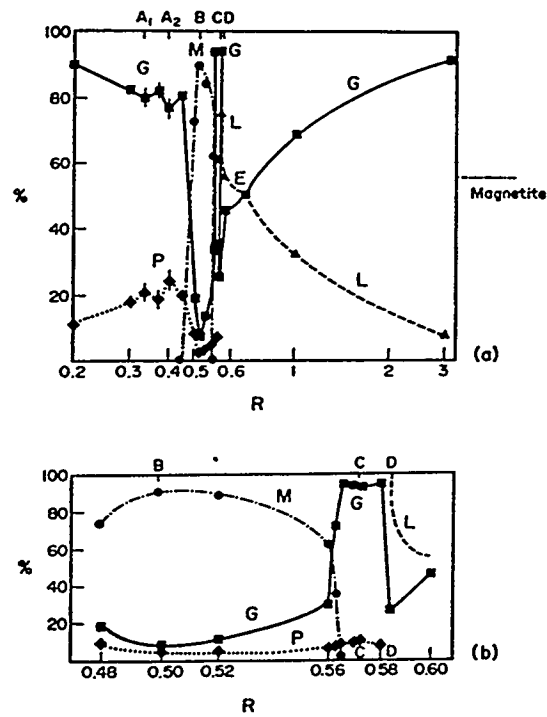 A₁ A₂ B CD
100
80
60
40
20
%
M G
G
L
E
G
P
L
Magnetite
0.2 0.3 0.4 0.5 0.6 1 2 3
R
(a)
B C D
100
80
60
40
20
%
M
G
L
G
P
C D
0.48 0.50 0.52 0.56 0.58 0.60
R
(b)